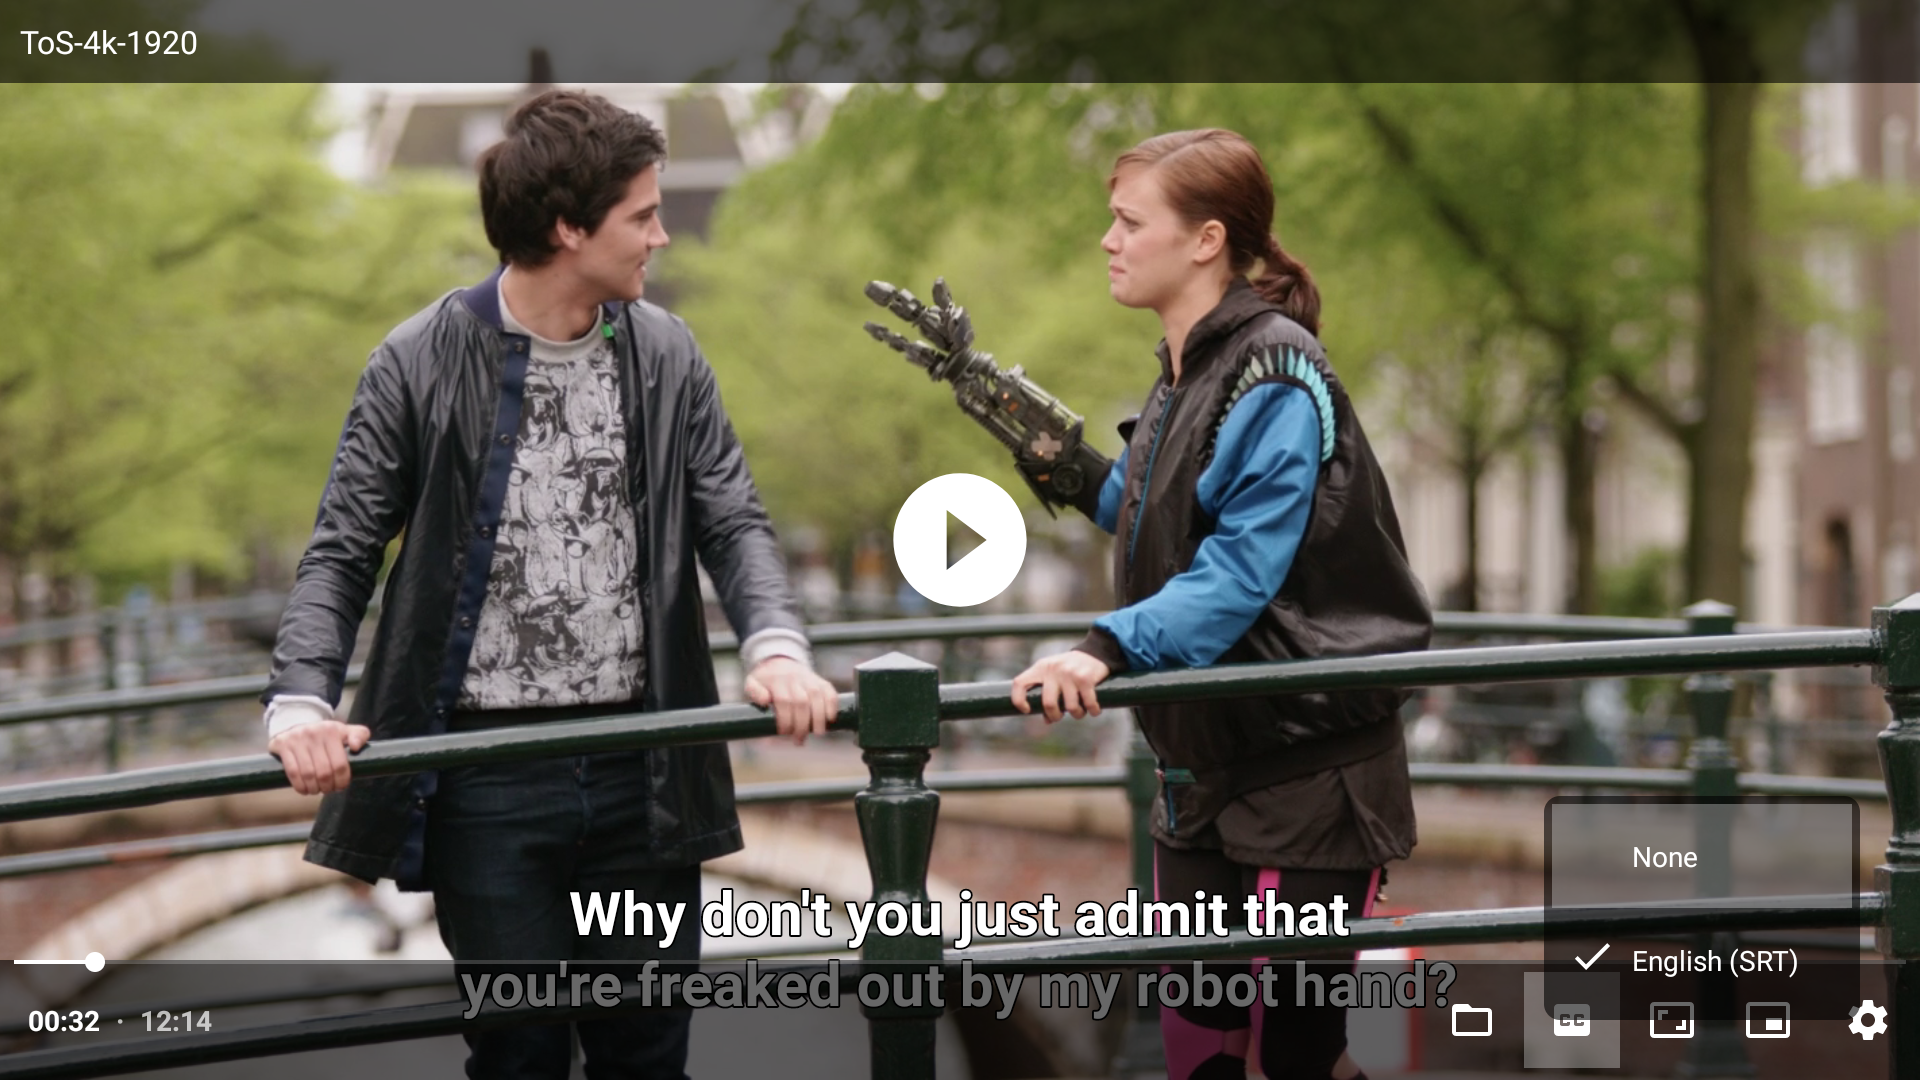 ToS-4k-1920
None
Why don't you just admit that
you're freaked out by my robot hand?
English (SRT)
00:32 · 12:14
CC